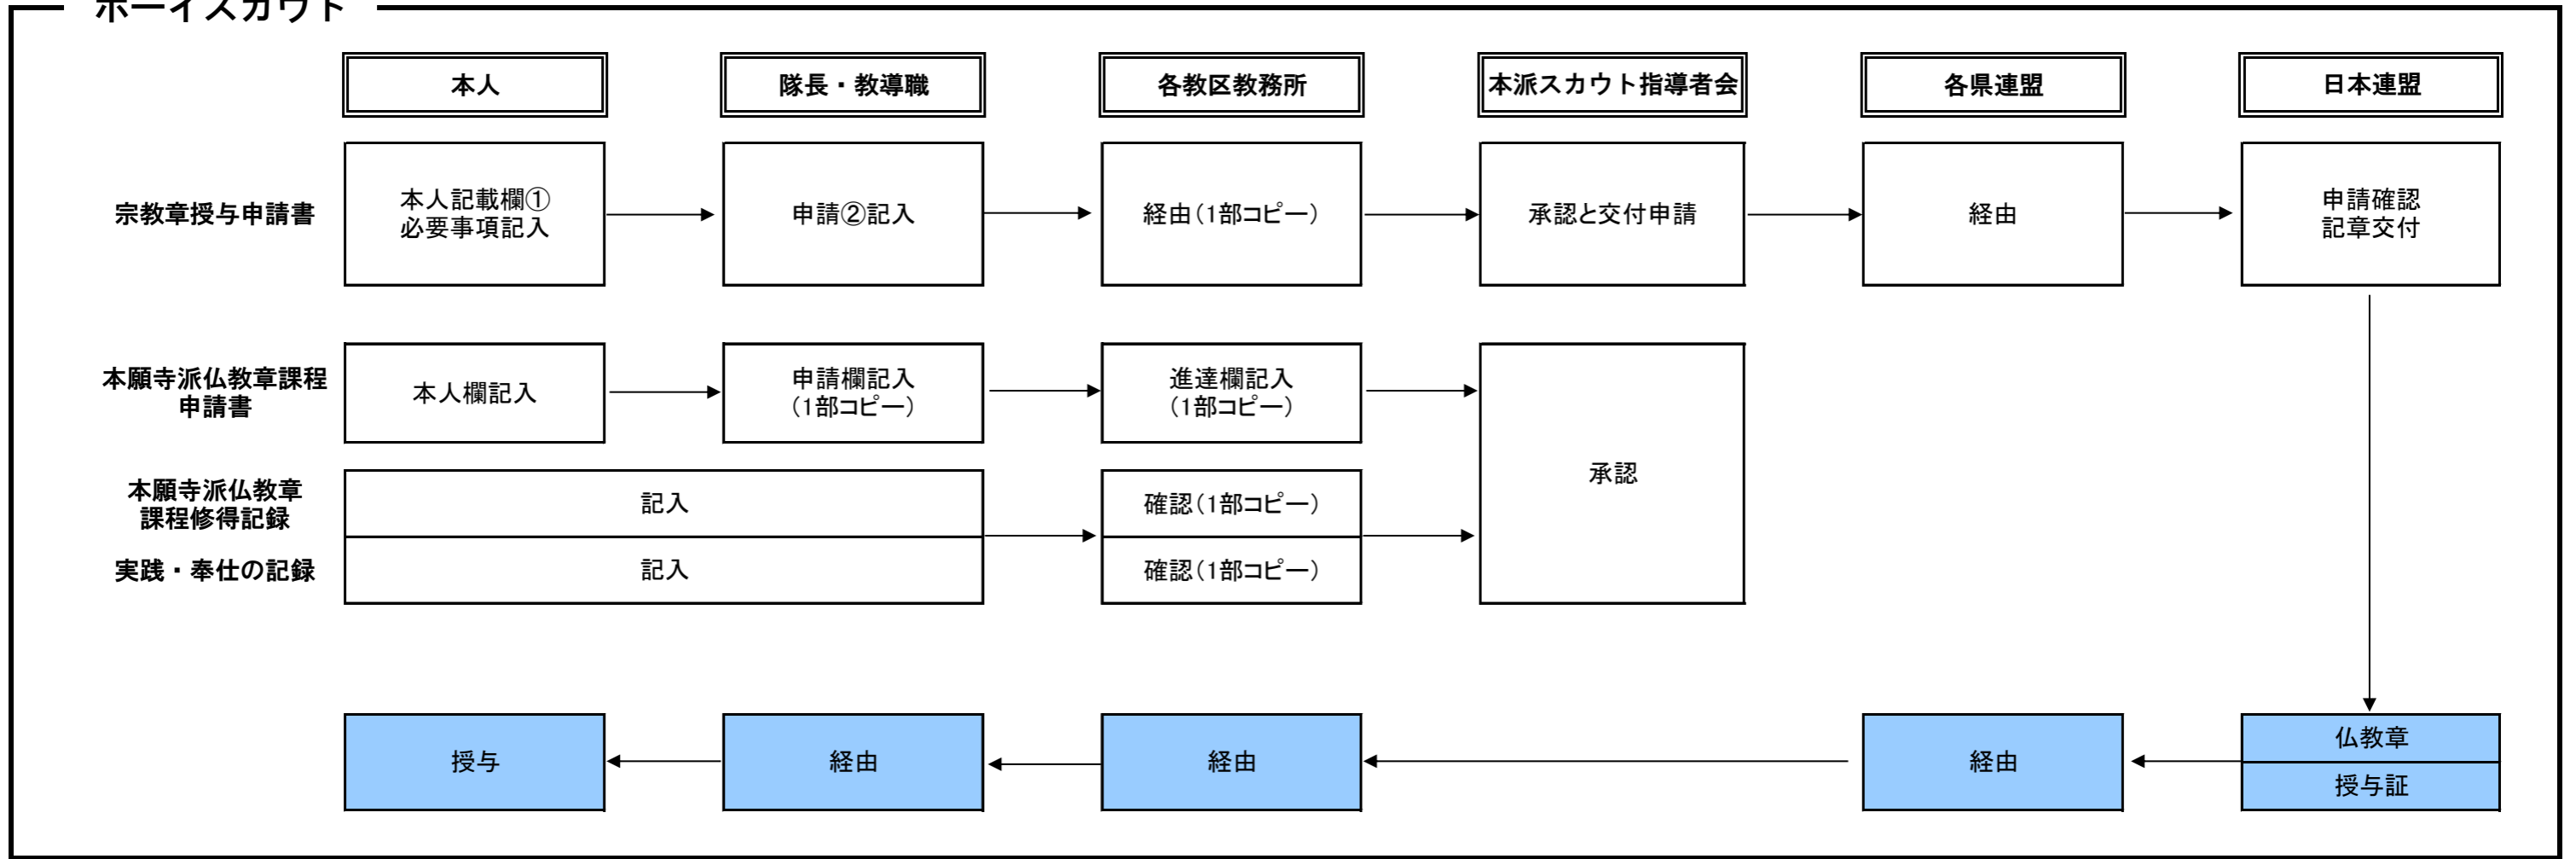 ボーイスカウト
本人
隊長・教導職
各教区教務所
本派スカウト指導者会
各県連盟
日本連盟
宗教章授与申請書
本人記載欄①
必要事項記入
申請②記入
経由(1部コピー)
承認と交付申請
経由
申請確認
記章交付
本願寺派仏教章課程
申請書
本人欄記入
申請欄記入
(1部コピー)
進達欄記入
(1部コピー)
承認
本願寺派仏教章
課程修得記録
記入
確認(1部コピー)
実践・奉仕の記録
記入
確認(1部コピー)
授与
経由
経由
経由
仏教章
授与証